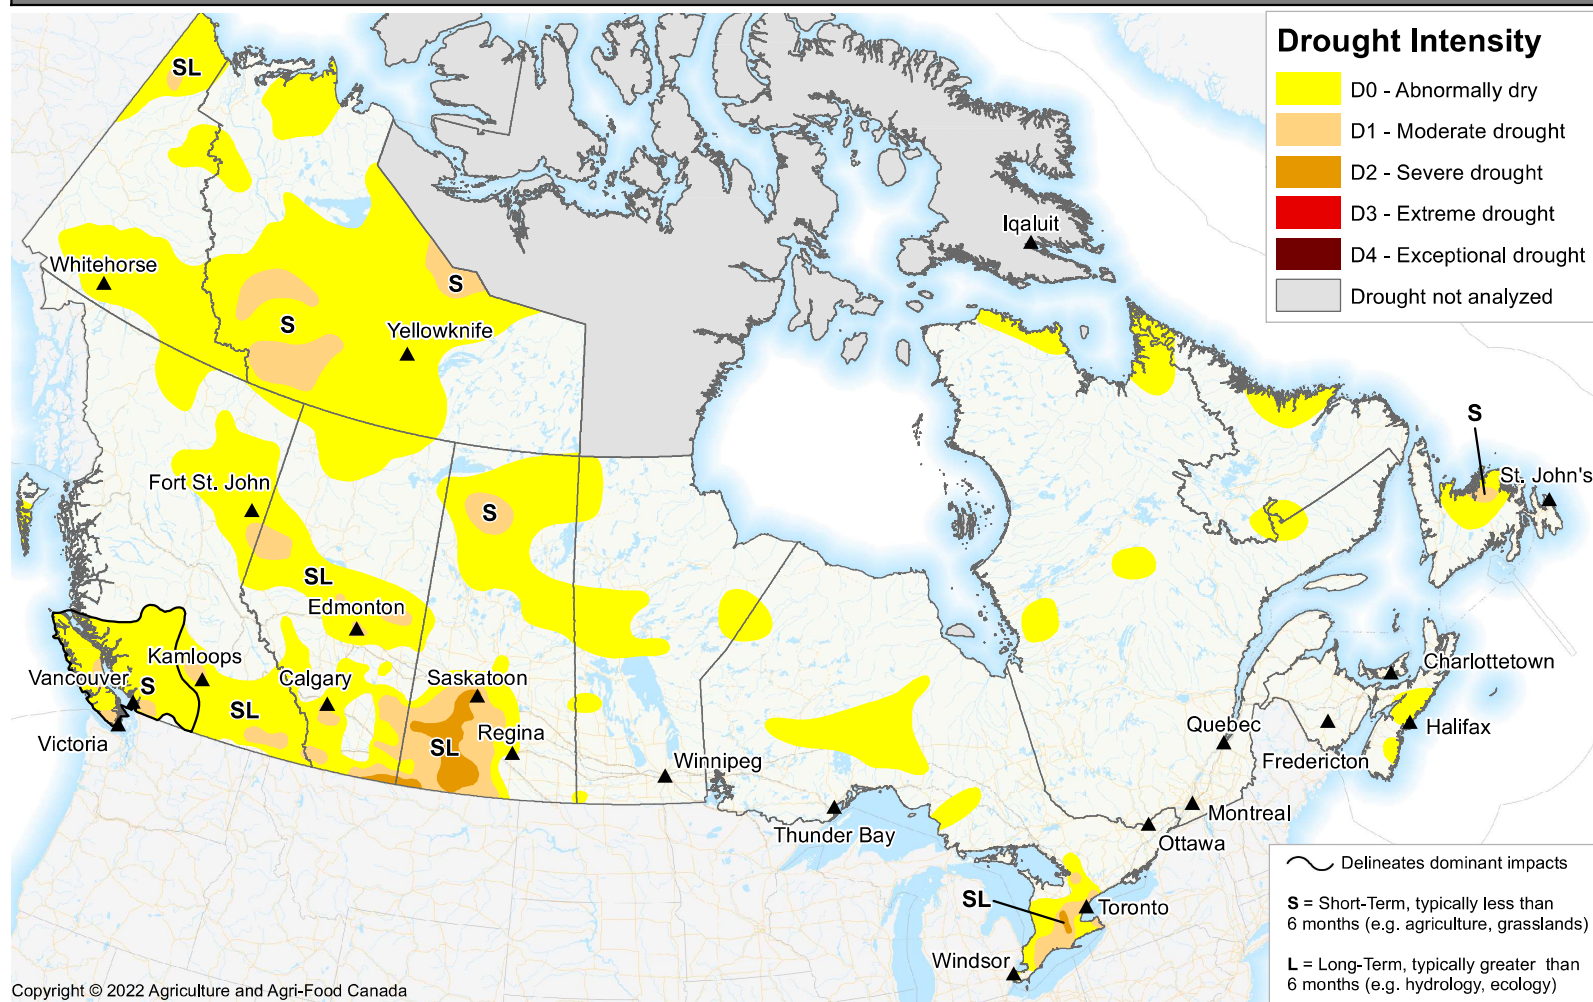 Drought Intensity
D0 - Abnormally dry
D1 - Moderate drought
D2 - Severe drought
D3 - Extreme drought
D4 - Exceptional drought
Drought not analyzed
SL
Iqaluit
Whitehorse
S
S
Yellowknife
S
St. John's
Fort St. John
S
SL
Edmonton
Kamloops
Vancouver
S
Calgary
Saskatoon
Charlottetown
SL
Victoria
SL
Regina
Quebec
Halifax
Fredericton
Winnipeg
Thunder Bay
Montreal
Ottawa
SL
Toronto
Windsor
Delineates dominant impacts
S = Short-Term, typically less than
6 months (e.g. agriculture, grasslands)
L = Long-Term, typically greater than
6 months (e.g. hydrology, ecology)
Copyright © 2022 Agriculture and Agri-Food Canada